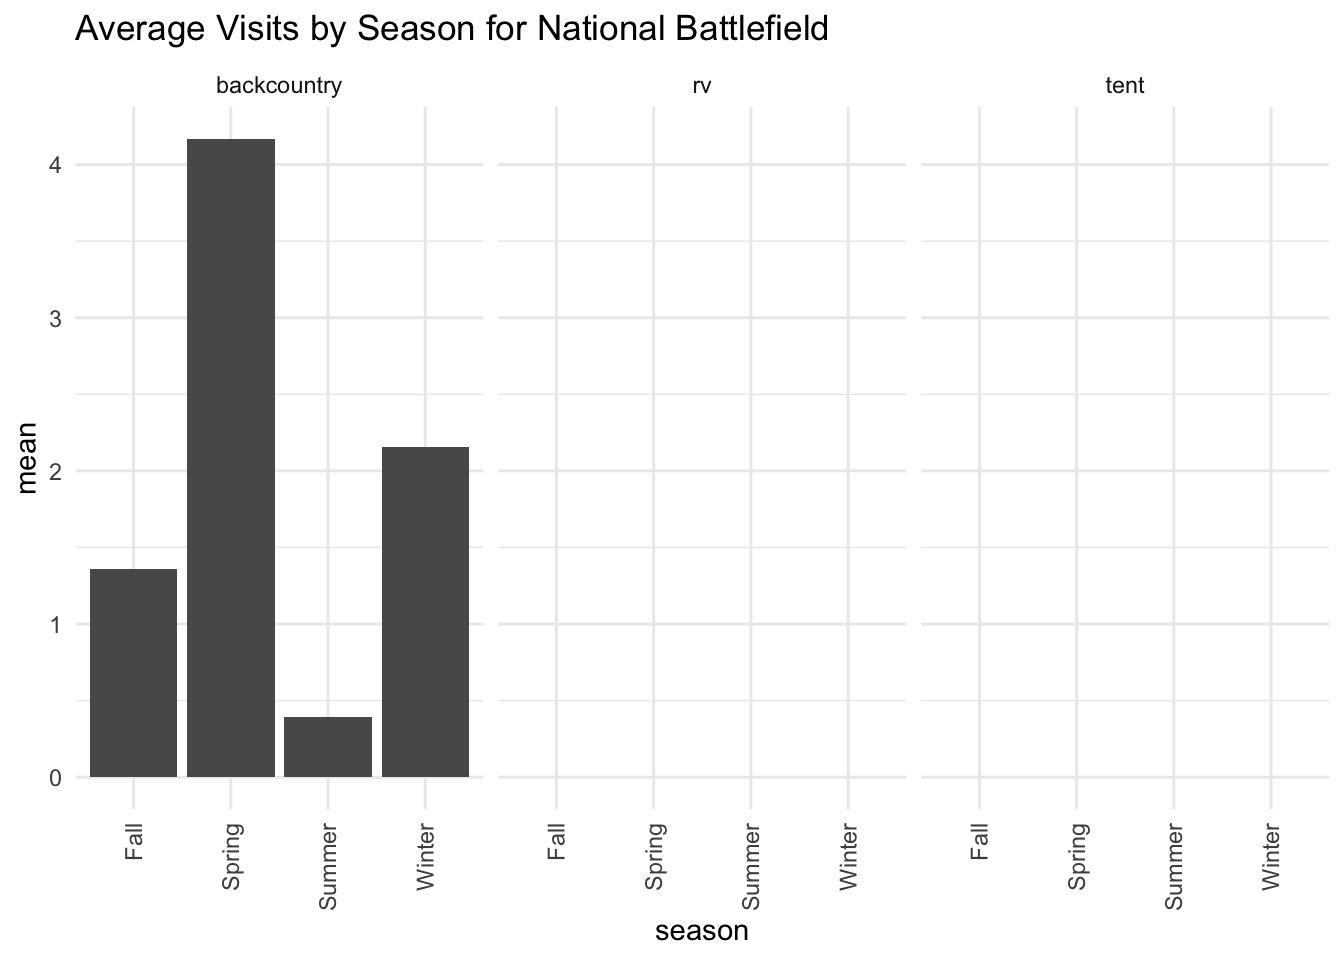 Average Visits by Season for National Battlefield
backcountry
rv
tent
4
3
2
1
0
mean
Fall
Spring
Summer
Winter
Fall
Spring
Summer
Winter
Fall
Spring
Summer
Winter
season